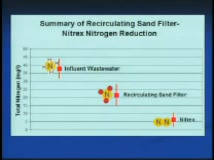 Summary of Recirculating Sand Filter-
Nitrex Nitrogen Reduction
Total Nitrogen (mg/l)
N
Influent Wastewater
N
Recirculating Sand Filter
N N
Nitrex